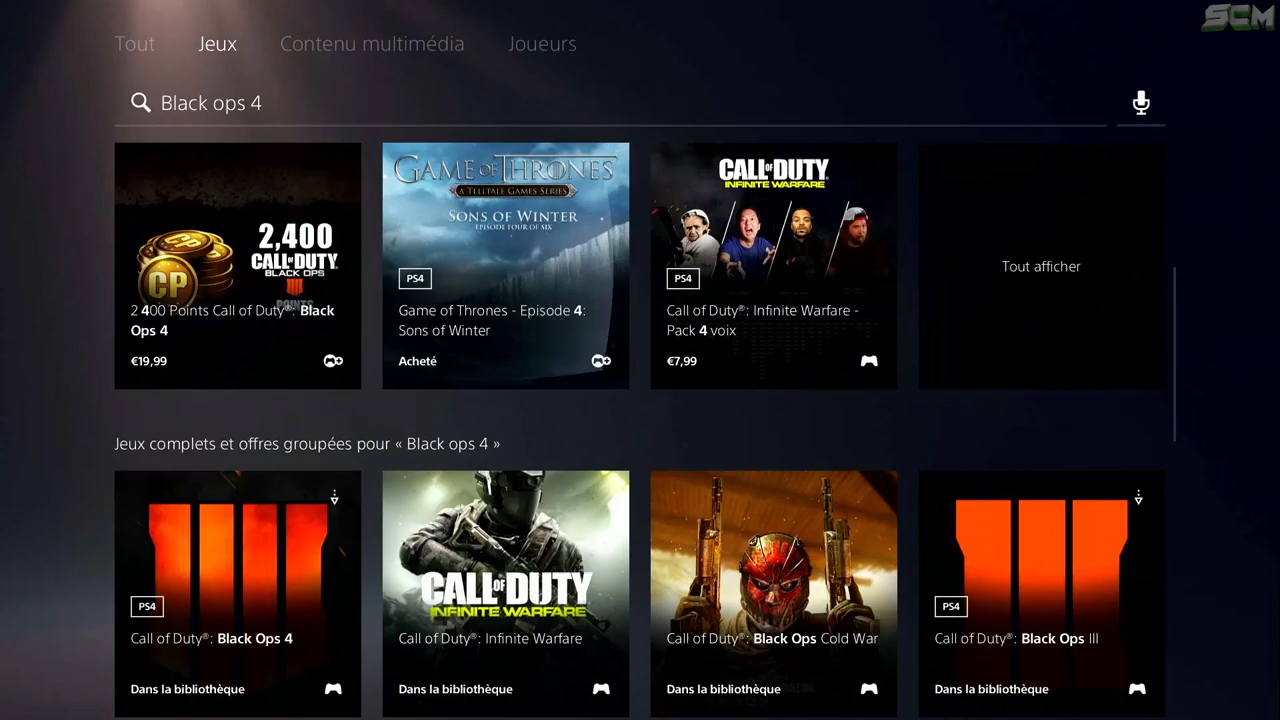 SCM
Tout Jeux Contenu multimédia Joueurs
Black ops 4
2,400
CALL OF DUTY
BLACK OPS
IIII
POINTS
CP
CP
2 400 Points Call of Duty®: Black
Ops 4
€19,99
GAME OF THRONES
A TELLTALE GAMES SERIES
SONS OF WINTER
EPISODE FOUR OF SIX
PS4
Game of Thrones - Episode 4:
Sons of Winter
Acheté
CALL OF DUTY
INFINITE WARFARE
PS4
Call of Duty®: Infinite Warfare -
Pack 4 voix
€7,99
Tout afficher
Jeux complets et offres groupées pour « Black ops 4 »
PS4
Call of Duty®: Black Ops 4
Dans la bibliothèque
CALL OF DUTY
INFINITE WARFARE
Call of Duty®: Infinite Warfare
Dans la bibliothèque
Call of Duty®: Black Ops Cold War
Dans la bibliothèque
PS4
Call of Duty®: Black Ops III
Dans la bibliothèque